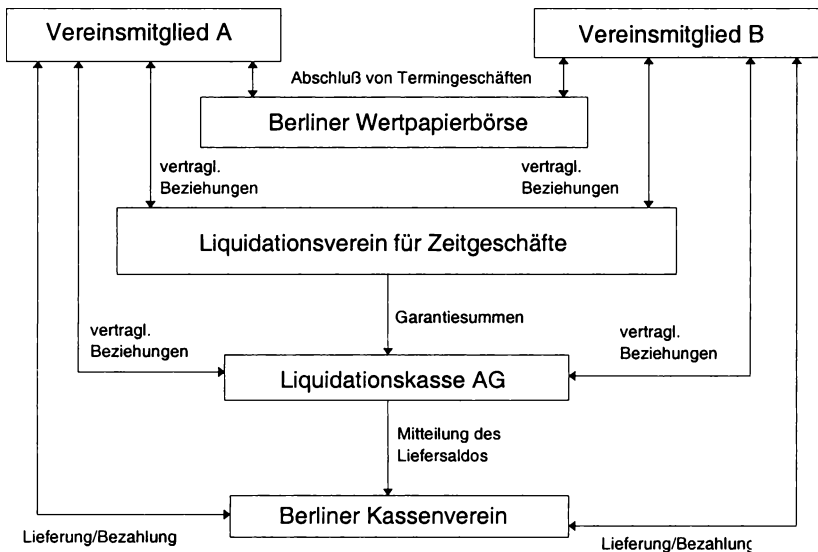 Vereinsmitglied A
Vereinsmitglied B
Abschluß von Termingeschäften
Berliner Wertpapierbörse
vertragl.
Beziehungen
vertragl.
Beziehungen
Liquidationsverein für Zeitgeschäfte
Garantiesummen
vertragl.
Beziehungen
vertragl.
Beziehungen
Liquidationskasse AG
Mitteilung des
Liefersaldos
Berliner Kassenverein
Lieferung/Bezahlung
Lieferung/Bezahlung